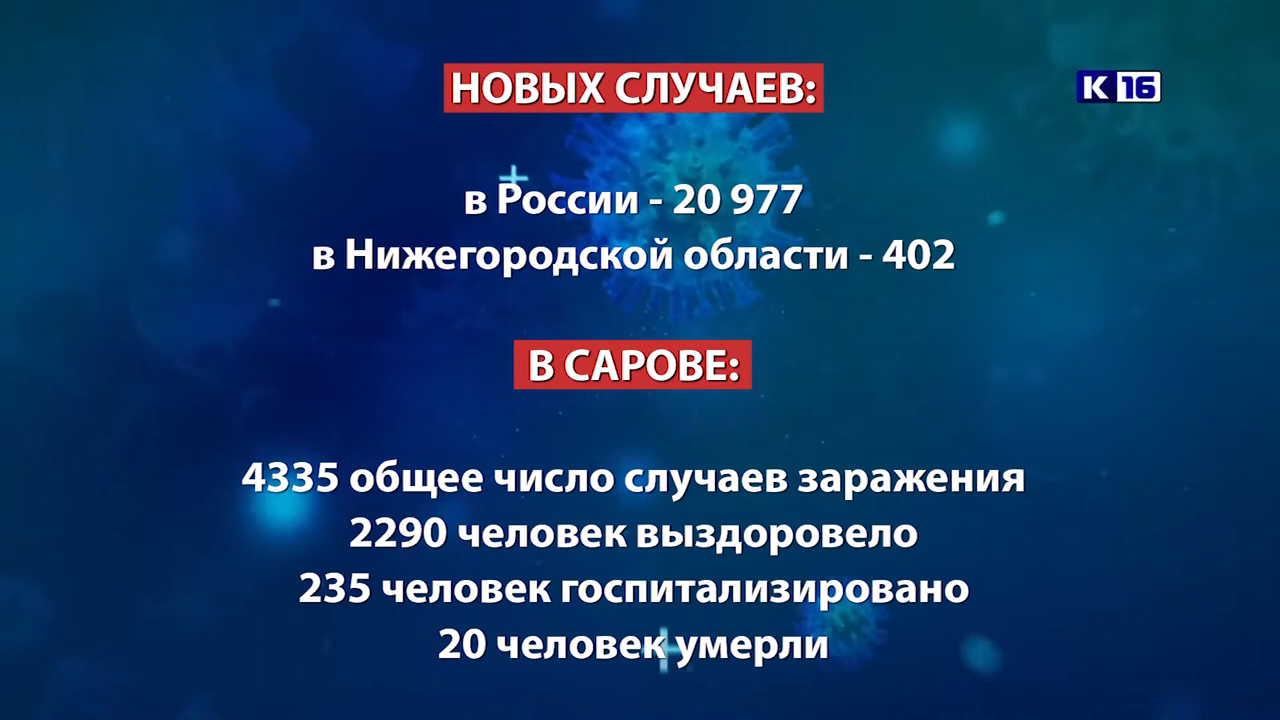 НОВЫХ СЛУЧАЕВ:
К 16
в России - 20 977
в Нижегородской области - 402
В САРОВЕ:
4335 общее число случаев заражения
2290 человек выздоровело
235 человек госпитализировано
20 человек умерли